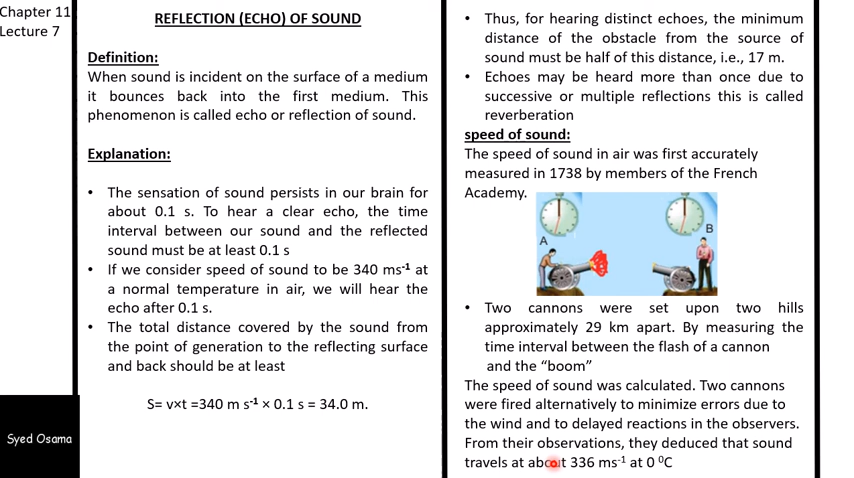 Chapter 11
Lecture 7
REFLECTION (ECHO) OF SOUND
Definition:
When sound is incident on the surface of a medium
it bounces back into the first medium. This
phenomenon is called echo or reflection of sound.
Explanation:
• The sensation of sound persists in our brain for
about 0.1 s. To hear a clear echo, the time
interval between our sound and the reflected
sound must be at least 0.1 s
• If we consider speed of sound to be 340 ms⁻¹ at
a normal temperature in air, we will hear the
echo after 0.1 s.
• The total distance covered by the sound from
the point of generation to the reflecting surface
and back should be at least
S= v×t =340 m s⁻¹ × 0.1 s = 34.0 m.
Syed Osama
• Thus, for hearing distinct echoes, the minimum
distance of the obstacle from the source of
sound must be half of this distance, i.e., 17 m.
• Echoes may be heard more than once due to
successive or multiple reflections this is called
reverberation
speed of sound:
The speed of sound in air was first accurately
measured in 1738 by members of the French
Academy.
A
B
• Two cannons were set upon two hills
approximately 29 km apart. By measuring the
time interval between the flash of a cannon
and the “boom”
The speed of sound was calculated. Two cannons
were fired alternatively to minimize errors due to
the wind and to delayed reactions in the observers.
From their observations, they deduced that sound
travels at about 336 ms⁻¹ at 0 ⁰C